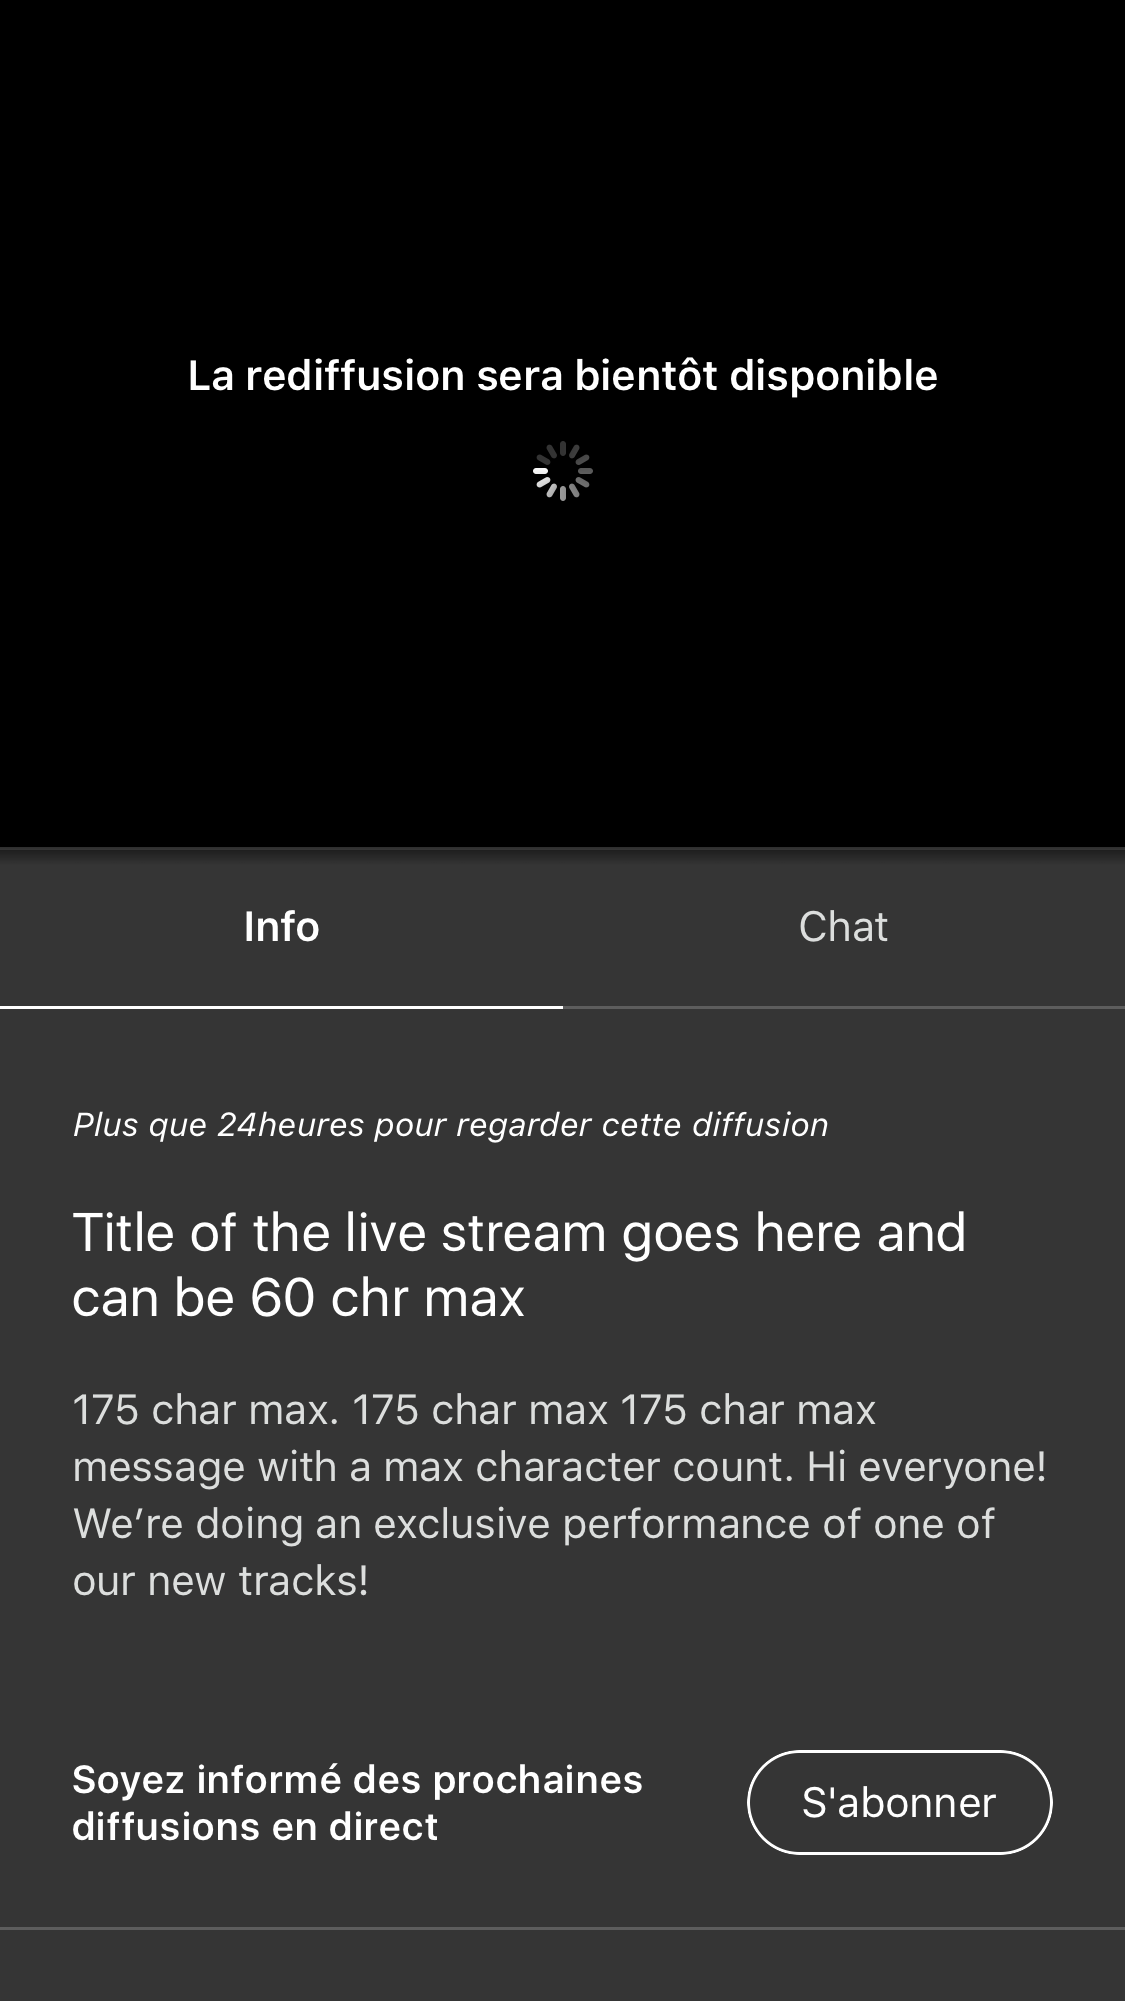 La rediffusion sera bientôt disponible
Info
Chat
Plus que 24heures pour regarder cette diffusion
Title of the live stream goes here and
can be 60 chr max
175 char max. 175 char max 175 char max
message with a max character count. Hi everyone!
We’re doing an exclusive performance of one of
our new tracks!
Soyez informé des prochaines
diffusions en direct
S'abonner